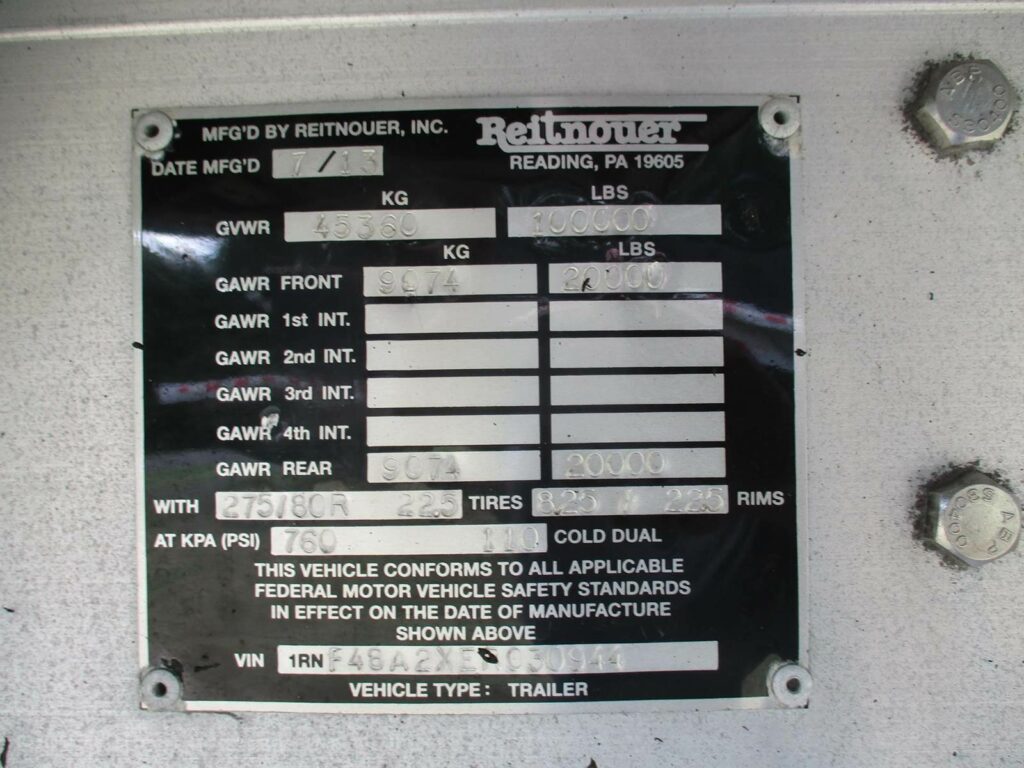 MFG'D BY REITNOUER, INC.
Reitnouer
READING, PA 19605
DATE MFG'D 7/13
KG LBS
GVWR 45360 100000
KG LBS
GAWR FRONT 9074 20000
GAWR 1st INT.
GAWR 2nd INT.
GAWR 3rd INT.
GAWR 4th INT.
GAWR REAR 9074 20000
WITH 275/80R 22.5 TIRES 8.25 / 22.5 RIMS
AT KPA (PSI) 760 110 COLD DUAL
THIS VEHICLE CONFORMS TO ALL APPLICABLE
FEDERAL MOTOR VEHICLE SAFETY STANDARDS
IN EFFECT ON THE DATE OF MANUFACTURE
SHOWN ABOVE
VIN 1RNF48A2XER030944
VEHICLE TYPE: TRAILER
ABP
ABP